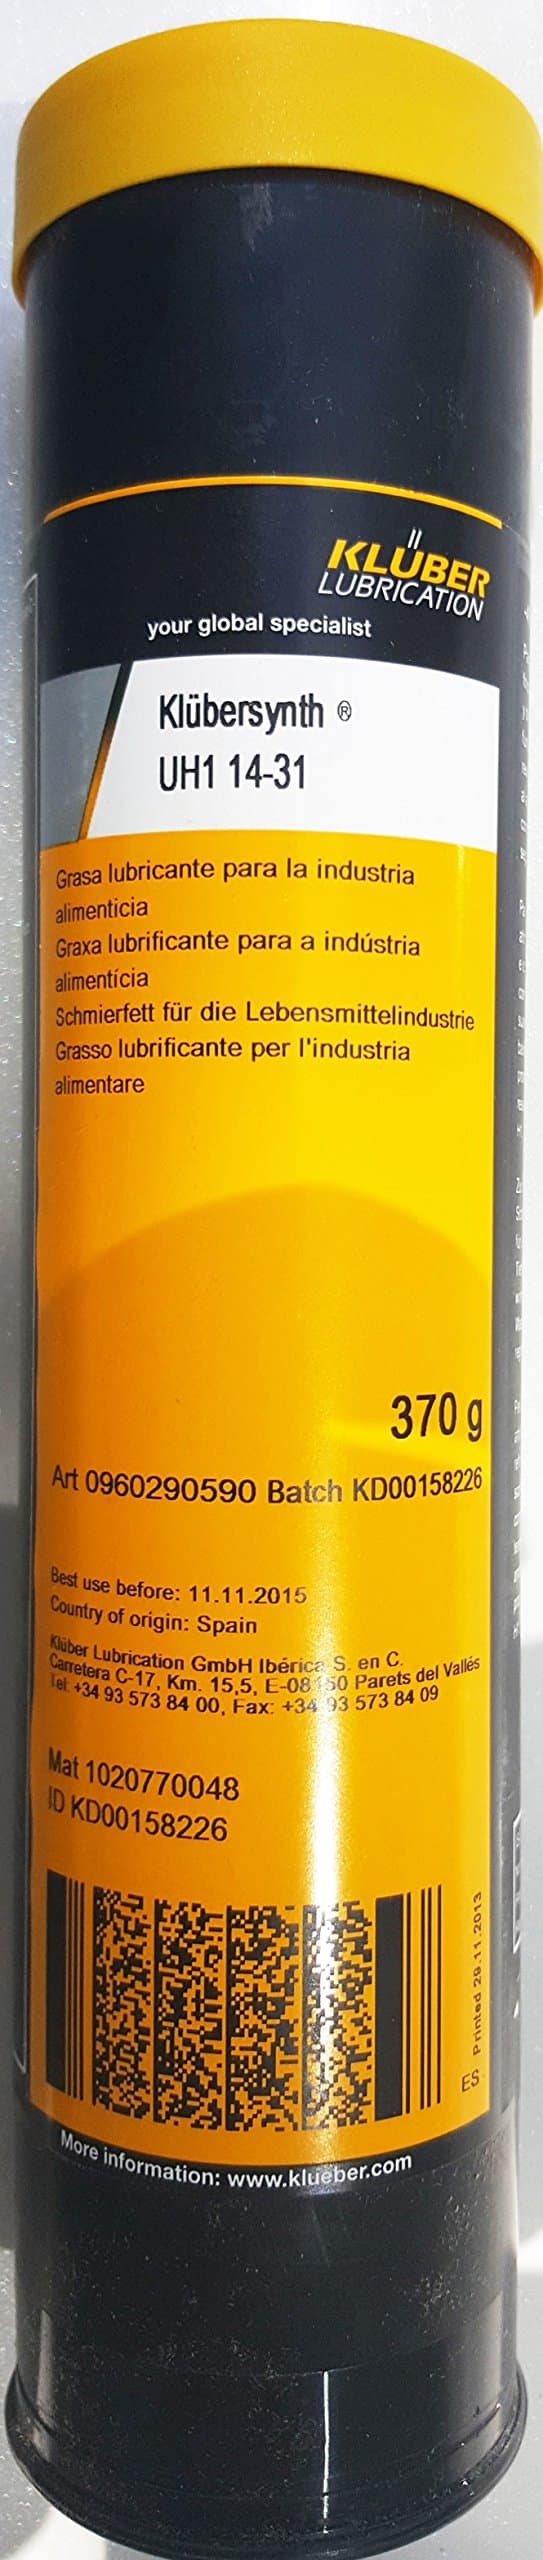 KLÜBER
LUBRICATION
your global specialist
Klübersynth ®
UH1 14-31
Grasa lubricante para la industria
alimenticia
Graxa lubrificante para a indústria
alimentícia
Schmierfett für die Lebensmittelindustrie
Grasso lubrificante per l'industria
alimentare
370 g
Art 0960290590 Batch KD00158226
Best use before: 11.11.2015
Country of origin: Spain
Klüber Lubrication GmbH Ibérica S. en C.
Carretera C-17, Km. 15,5, E-08150 Parets del Vallés
Tel: +34 93 573 84 00, Fax: +34 93 573 84 09
Mat 1020770048
ID KD00158226
ES
Printed 29.11.2013
More information: www.klueber.com